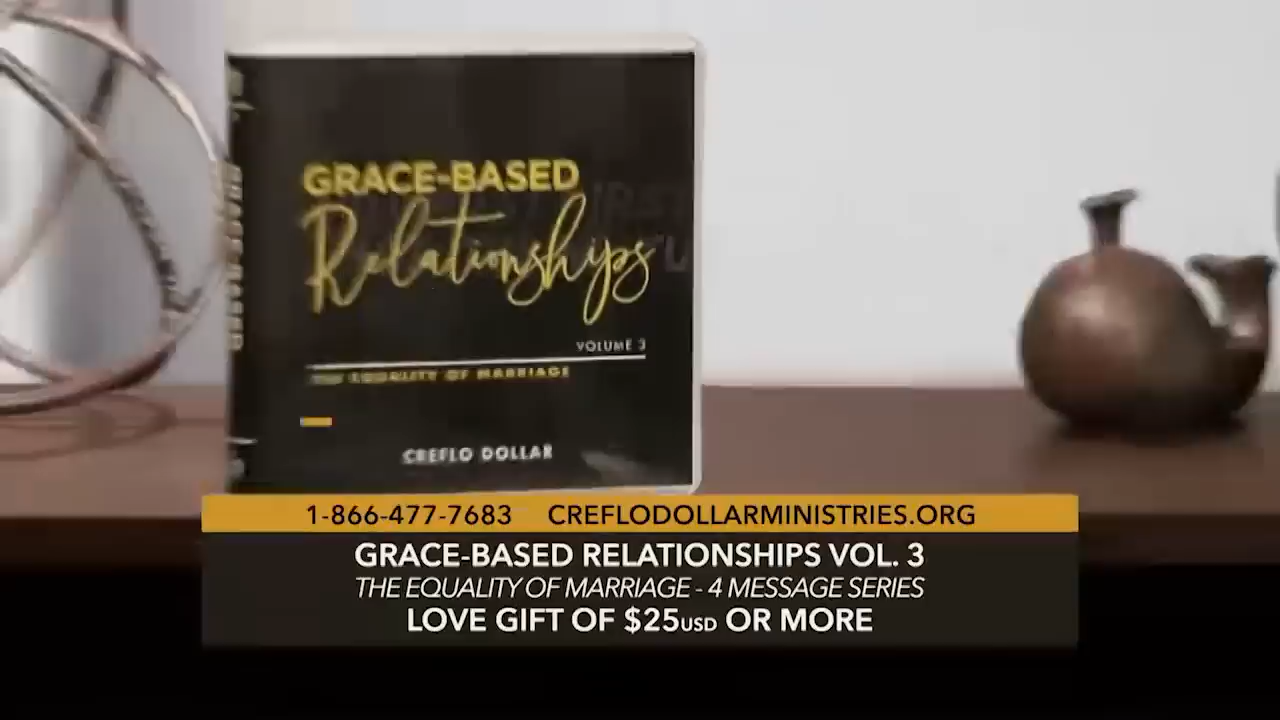 GRACE-BASED
Relationships
VOLUME 3
THE EQUALITY OF MARRIAGE
CREFLO DOLLAR
1-866-477-7683 CREFLODOLLARMINISTRIES.ORG
GRACE-BASED RELATIONSHIPS VOL. 3
THE EQUALITY OF MARRIAGE - 4 MESSAGE SERIES
LOVE GIFT OF $25USD OR MORE